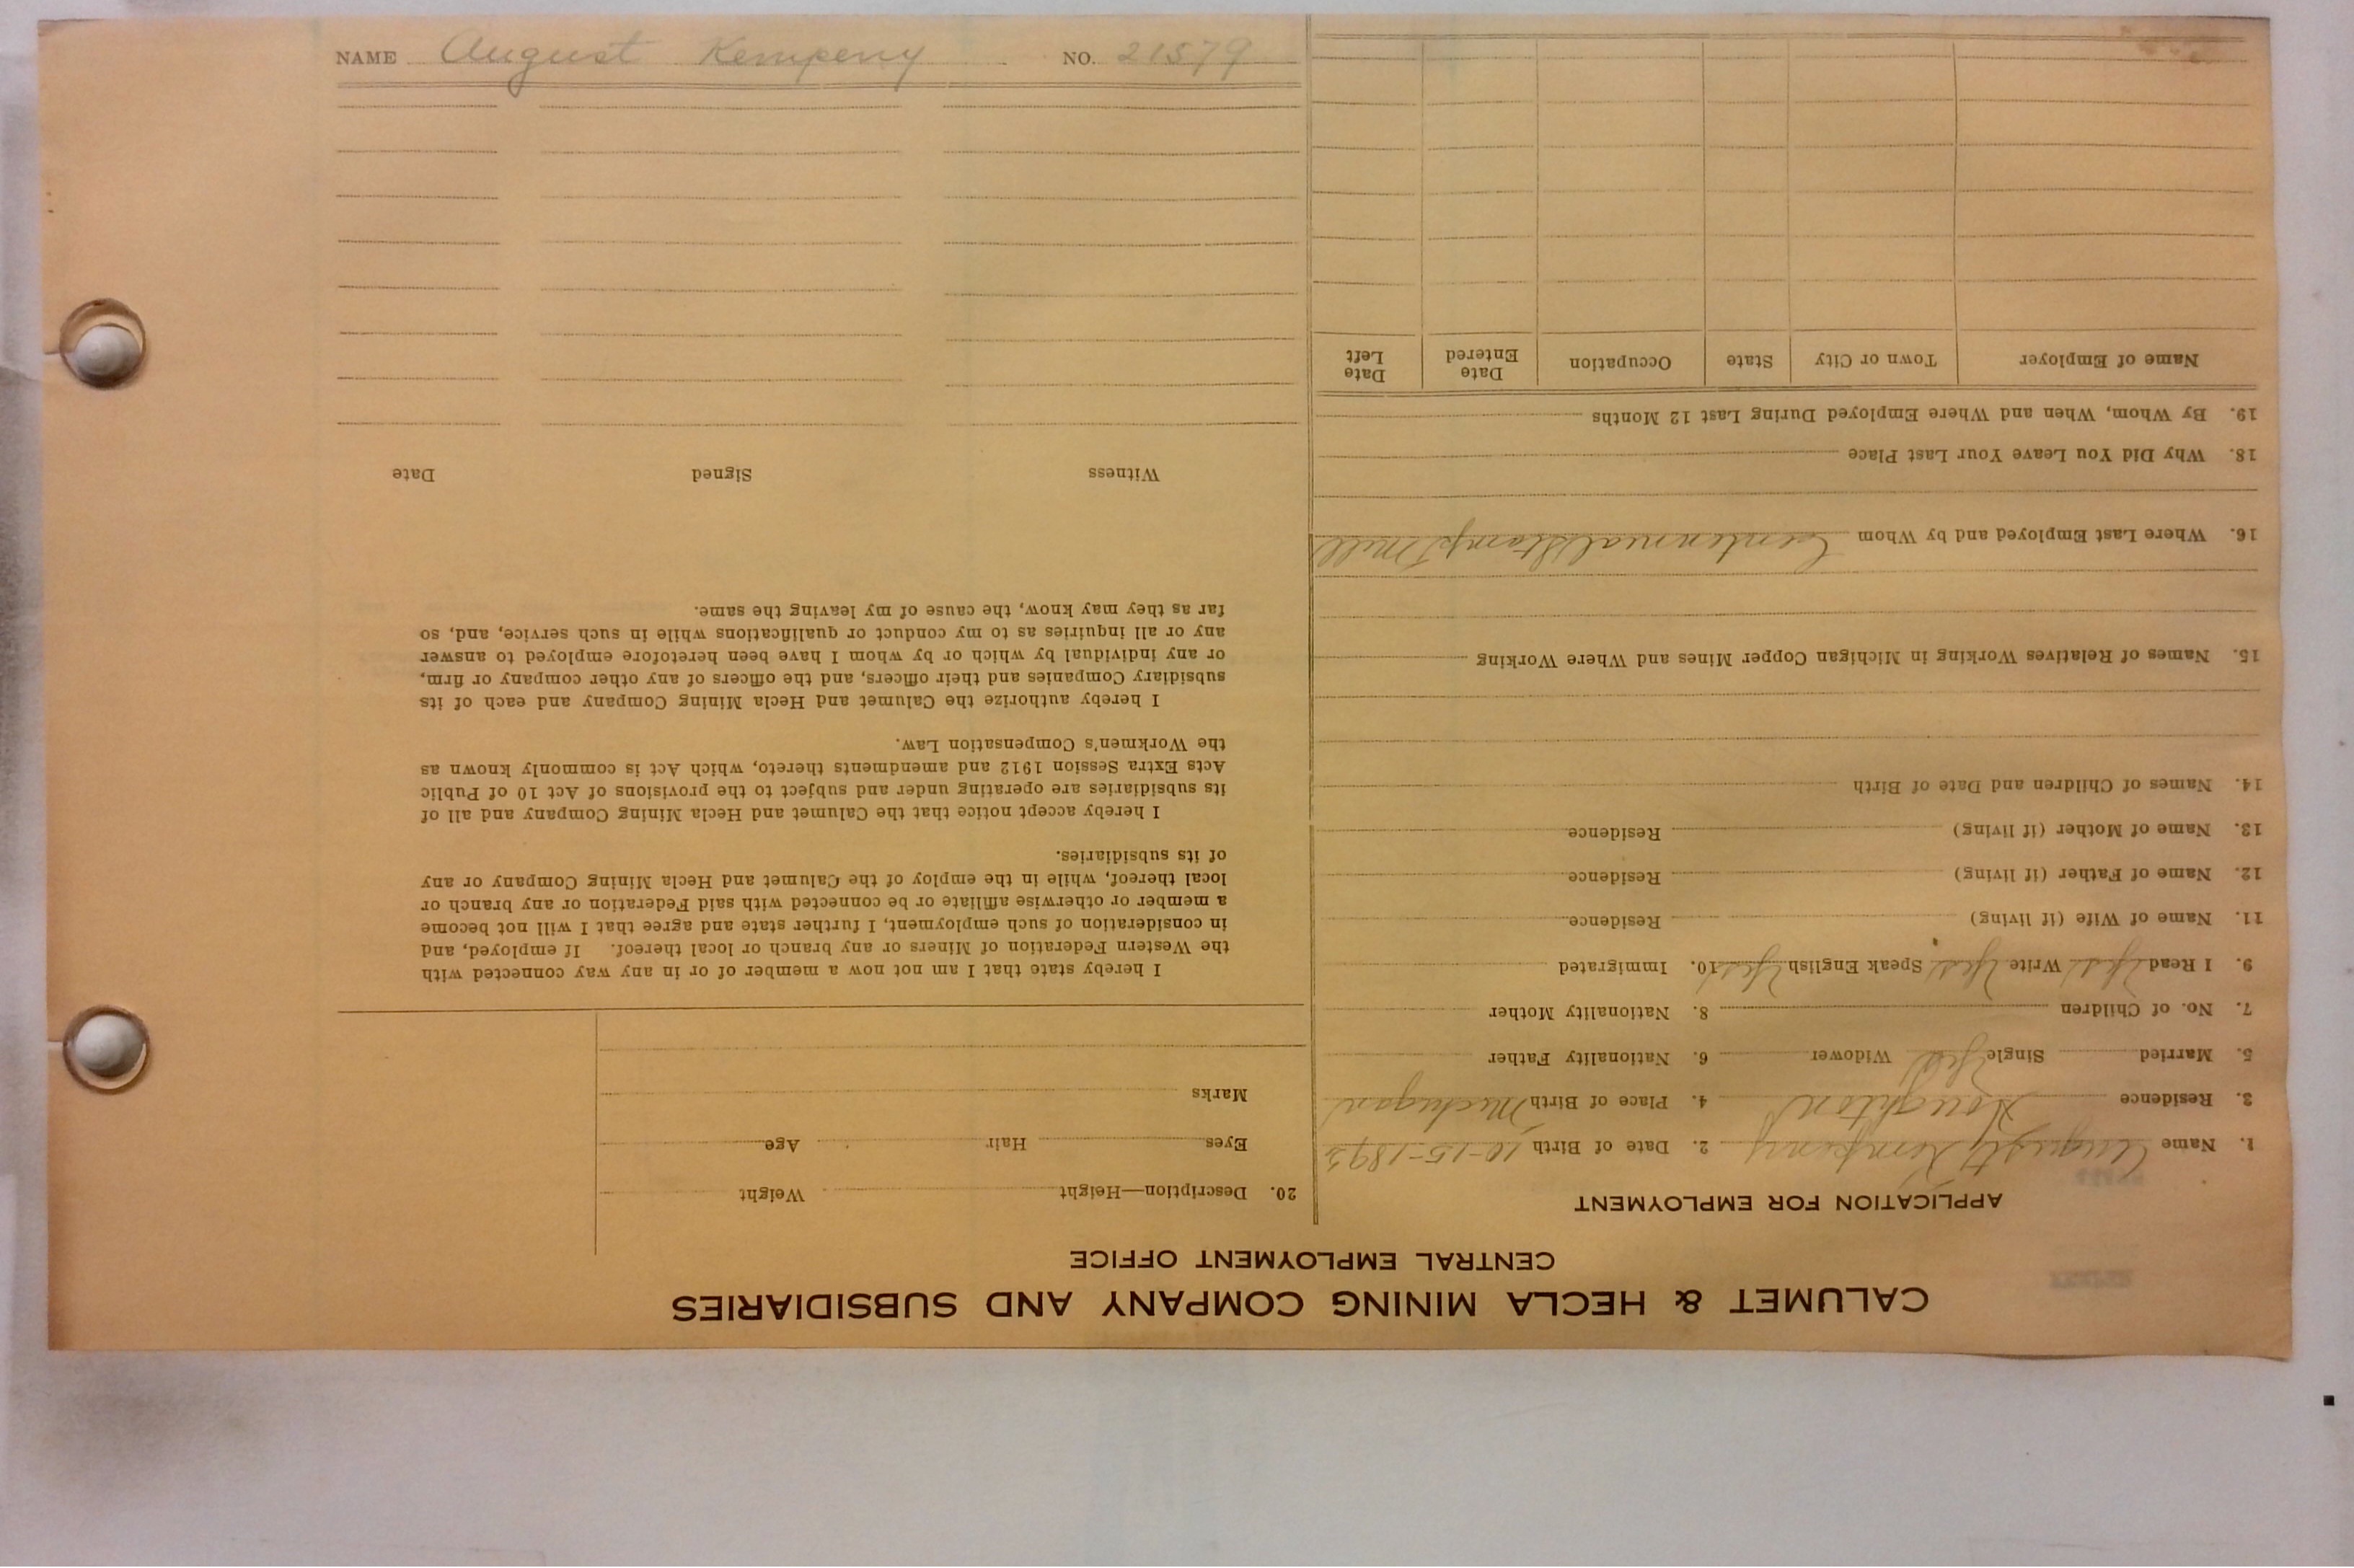 CALUMET & HECLA MINING COMPANY AND SUBSIDIARIES
CENTRAL EMPLOYMENT OFFICE
APPLICATION FOR EMPLOYMENT
1. Name August Kempeny 2. Date of Birth 10-15-1893
3. Residence Houghton 4. Place of Birth Michigan
5. Married Single Yes Widower 6. Nationality Father
7. No. of Children 8. Nationality Mother
9. I Read Yes Write Yes Speak English Yes 10. Immigrated
11. Name of Wife (if living) Residence
12. Name of Father (if living) Residence
13. Name of Mother (if living) Residence
14. Names of Children and Date of Birth
15. Names of Relatives Working in Michigan Copper Mines and Where Working
16. Where Last Employed and by Whom Centennial Stamp Mill
18. Why Did You Leave Your Last Place
19. By Whom, When and Where Employed During Last 12 Months
Name of Employer Town or City State Occupation Date Entered Date Left
20. Description—Height Weight
Eyes Hair Age
Marks
I hereby state that I am not now a member of or in any way connected with
the Western Federation of Miners or any branch or local thereof. If employed, and
in consideration of such employment, I further state and agree that I will not become
a member or otherwise affiliate or be connected with said Federation or any branch or
local thereof, while in the employ of the Calumet and Hecla Mining Company or any
of its subsidiaries.
I hereby accept notice that the Calumet and Hecla Mining Company and all of
its subsidiaries are operating under and subject to the provisions of Act 10 of Public
Acts Extra Session 1912 and amendments thereto, which Act is commonly known as
the Workmen's Compensation Law.
I hereby authorize the Calumet and Hecla Mining Company and each of its
subsidiary Companies and their officers, and the officers of any other company or firm,
or any individual by which or by whom I have been heretofore employed to answer
any or all inquiries as to my conduct or qualifications while in such service, and, so
far as they may know, the cause of my leaving the same.
Witness Signed Date
NAME August Kempeny NO. 21579